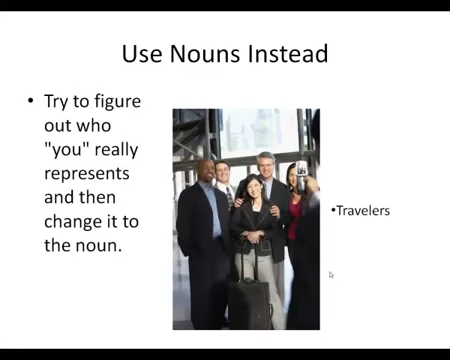 Use Nouns Instead
• Try to figure
out who
"you" really
represents
and then
change it to
the noun.
•Travelers